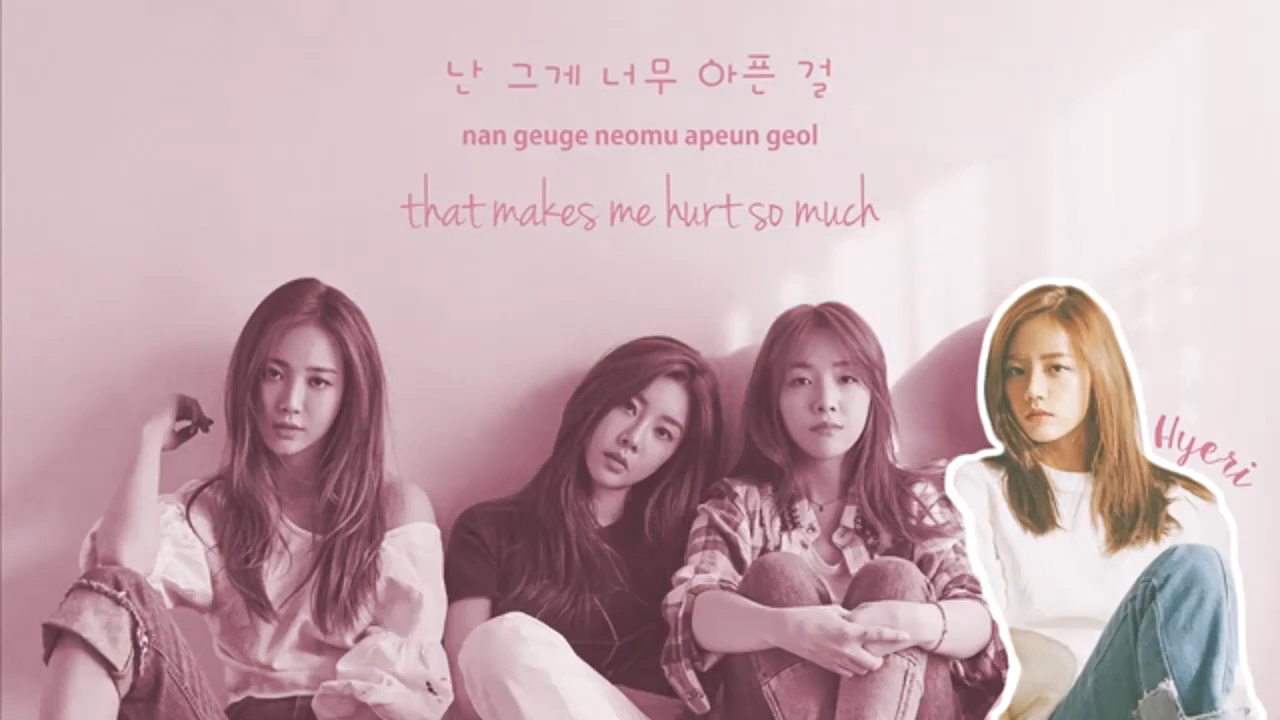 난 그게 너무 아픈 걸
nan geuge neomu apeun geol
that makes me hurt so much
Hyeri